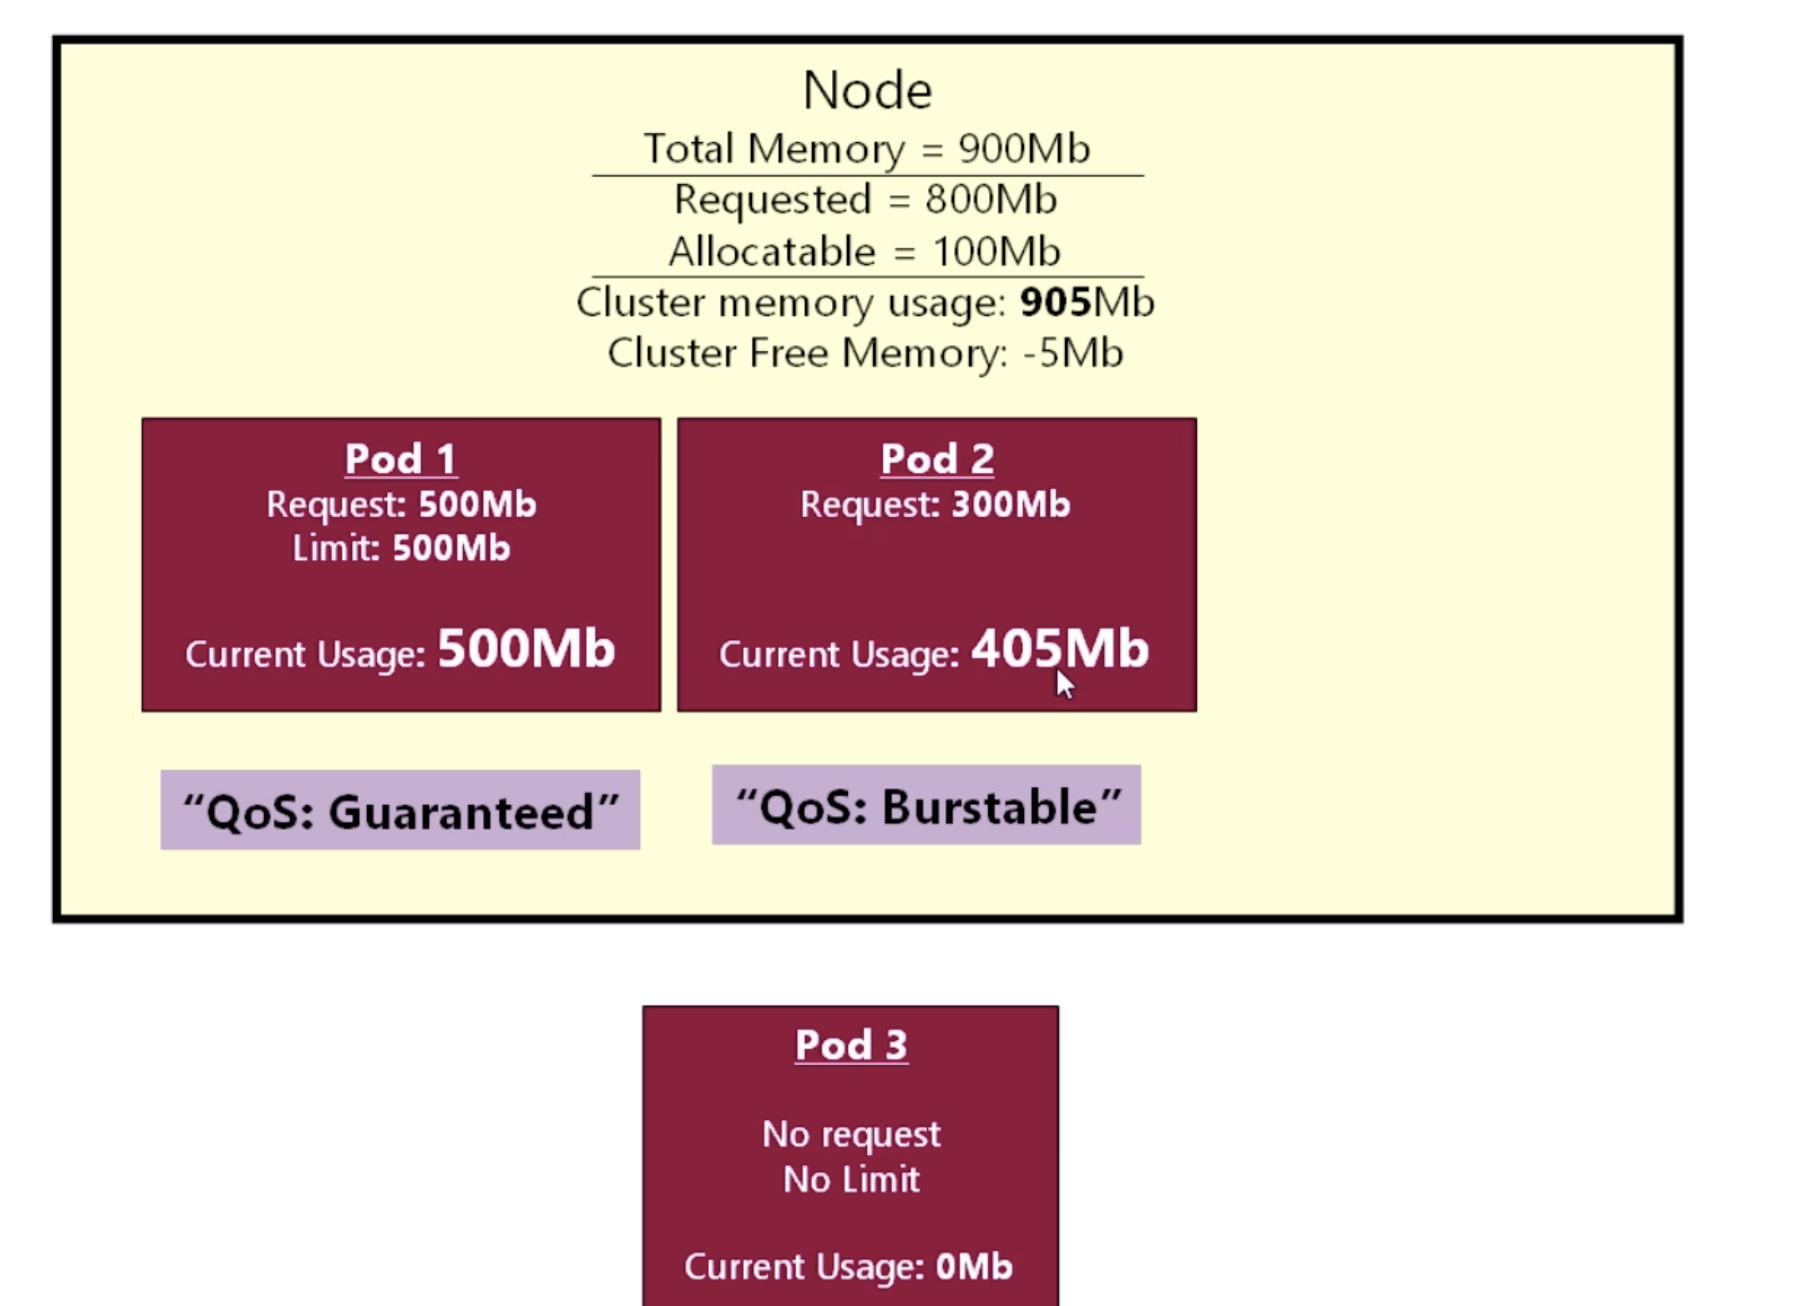 Node
Total Memory = 900Mb
Requested = 800Mb
Allocatable = 100Mb
Cluster memory usage: 905Mb
Cluster Free Memory: -5Mb
Pod 1
Request: 500Mb
Limit: 500Mb
Current Usage: 500Mb
Pod 2
Request: 300Mb
Current Usage: 405Mb
“QoS: Guaranteed”
“QoS: Burstable”
Pod 3
No request
No Limit
Current Usage: 0Mb